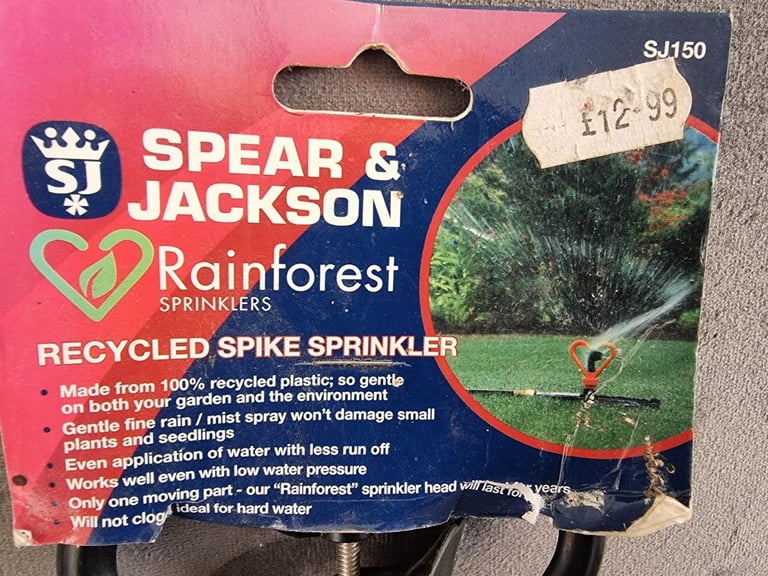 SJ150
£12-99
SJ
SPEAR &
JACKSON
Rainforest
SPRINKLERS
RECYCLED SPIKE SPRINKLER
• Made from 100% recycled plastic; so gentle
on both your garden and the environment
• Gentle fine rain / mist spray won't damage small
plants and seedlings
• Even application of water with less run off
• Works well even with low water pressure
• Only one moving part - our "Rainforest" sprinkler head will last for years
• Will not clog ideal for hard water